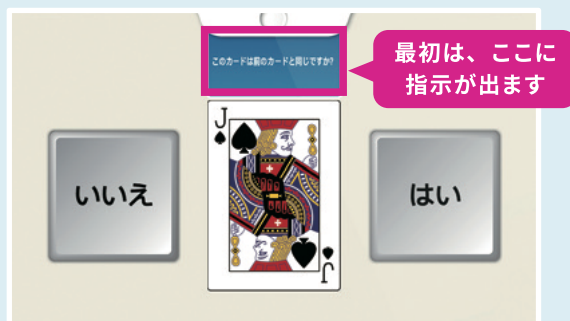 このカードは前のカードと同じですか?
最初は、ここに
指示が出ます
いいえ
J
はい
J